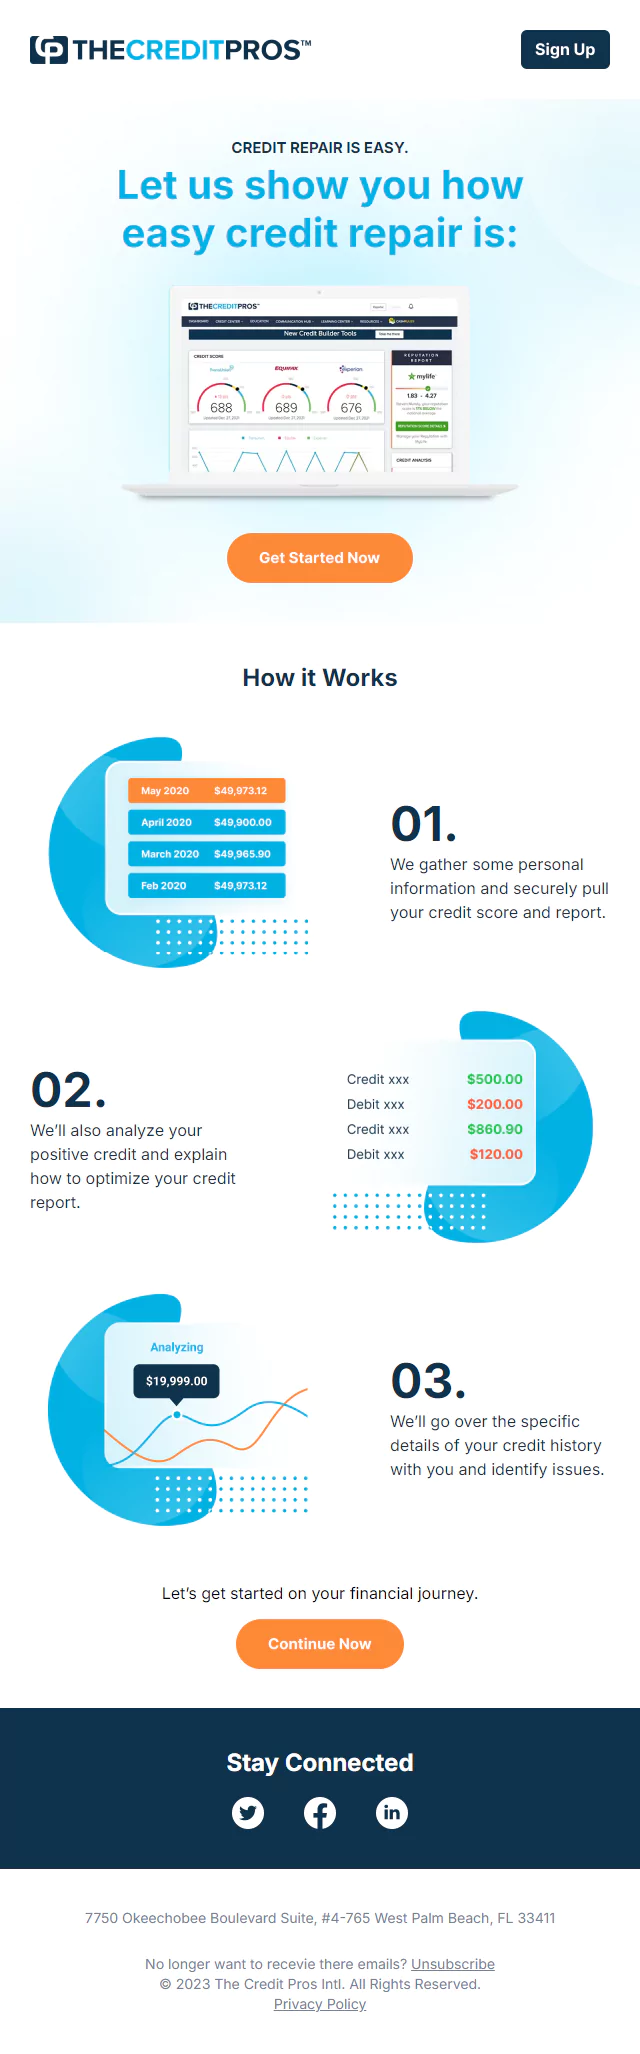 THECREDITPROS™
Sign Up
CREDIT REPAIR IS EASY.
Let us show you how
easy credit repair is:
THECREDITPROS
DASHBOARD CREDIT CENTER EDUCATION COMMUNICATION HUB LEARNING CENTER RESOURCES
New Credit Builder Tools
CREDIT SCORE
TransUnion EQUIFAX Experian
688 689 676
REPUTATION
REPORT
mylife
1.83 - 4.27
CREDIT ANALYSIS
Get Started Now
How it Works
May 2020 $49,973.12
April 2020 $49,900.00
March 2020 $49,965.90
Feb 2020 $49,973.12
01.
We gather some personal
information and securely pull
your credit score and report.
02.
We’ll also analyze your
positive credit and explain
how to optimize your credit
report.
Credit xxx $500.00
Debit xxx $200.00
Credit xxx $860.90
Debit xxx $120.00
Analyzing
$19,999.00
03.
We’ll go over the specific
details of your credit history
with you and identify issues.
Let’s get started on your financial journey.
Continue Now
Stay Connected
7750 Okeechobee Boulevard Suite, #4-765 West Palm Beach, FL 33411
No longer want to recevie there emails? Unsubscribe
© 2023 The Credit Pros Intl. All Rights Reserved.
Privacy Policy